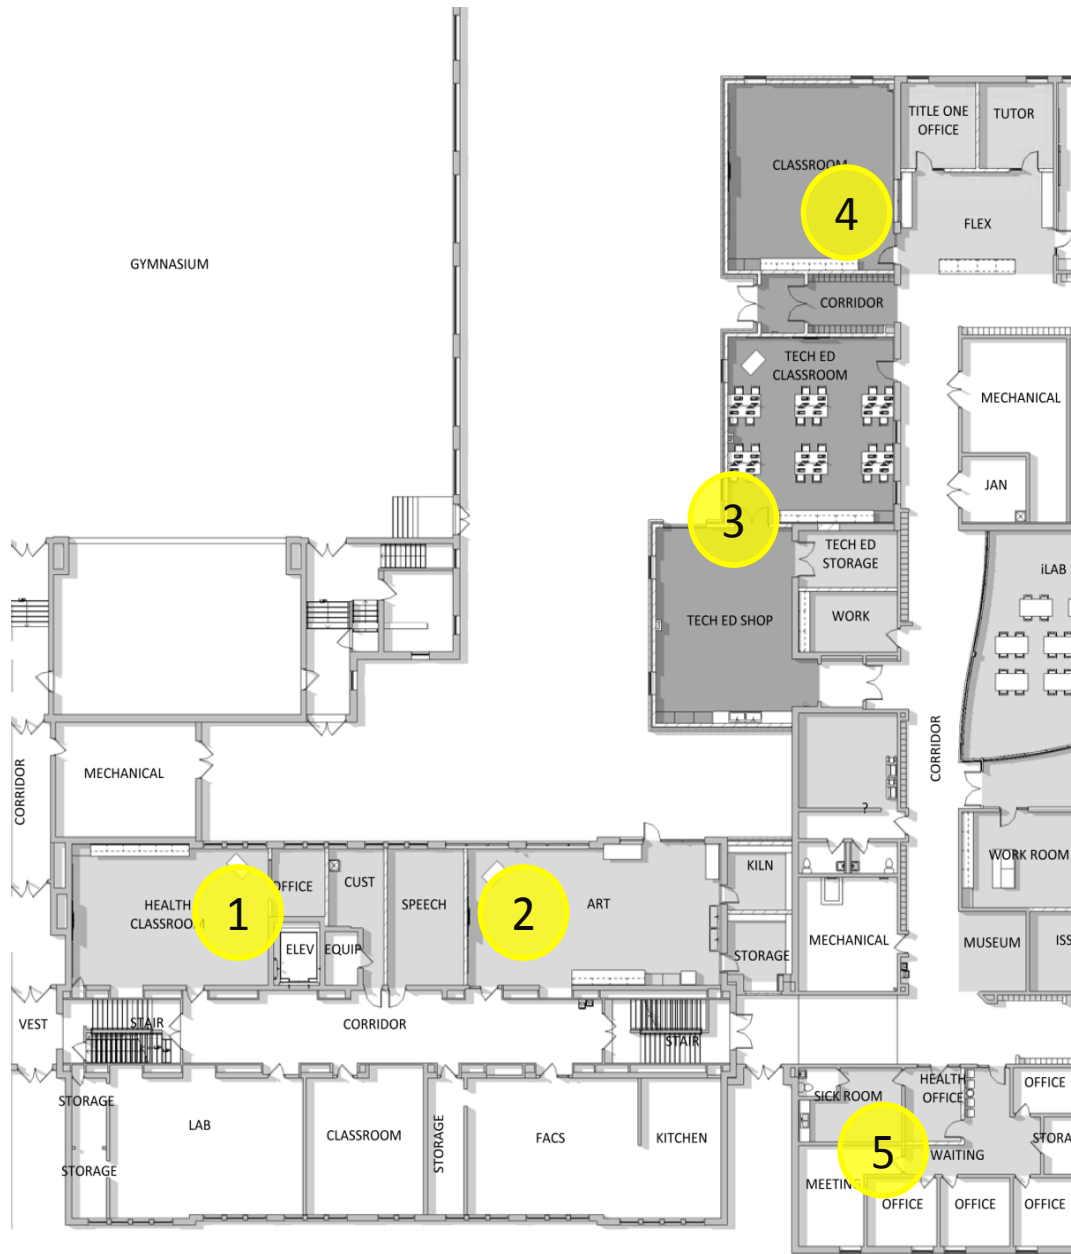 TITLE ONE
OFFICE
TUTOR
CLASSROOM
4
FLEX
GYMNASIUM
CORRIDOR
TECH ED
CLASSROOM
MECHANICAL
JAN
3
TECH ED
STORAGE
iLAB
WORK
TECH ED SHOP
CORRIDOR
CORRIDOR
MECHANICAL
?
WORK ROOM
KILN
OFFICE
CUST
HEALTH
CLASSROOM
1
SPEECH
2
ART
ELEV
EQUIP
STORAGE
MECHANICAL
MUSEUM
ISS
VEST
STAIR
CORRIDOR
STAIR
HEALTH
OFFICE
OFFICE
SICK ROOM
STORAGE
LAB
CLASSROOM
STORAGE
FACS
KITCHEN
5
WAITING
STORA
STORAGE
MEETING
OFFICE
OFFICE
OFFICE